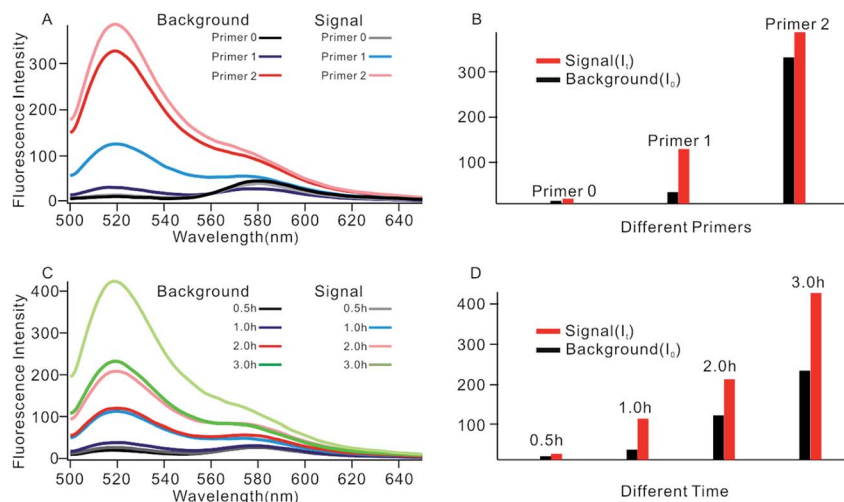 A
Background
Signal
Primer 0
Primer 0
Primer 1
Primer 1
Primer 2
Primer 2
Fluorescence Intensity
300
200
100
0
500 520 540 560 580 600 620 640
Wavelength(nm)
B
Primer 2
Signal(It)
Background(I0)
Primer 1
Primer 0
300
200
100
Different Primers
C
Background
Signal
0.5h
0.5h
1.0h
1.0h
2.0h
2.0h
3.0h
3.0h
Fluorescence Intensity
400
300
200
100
0
500 520 540 560 580 600 620 640
Wavelength(nm)
D
3.0h
Signal(It)
Background(I0)
2.0h
1.0h
0.5h
400
300
200
100
Different Time